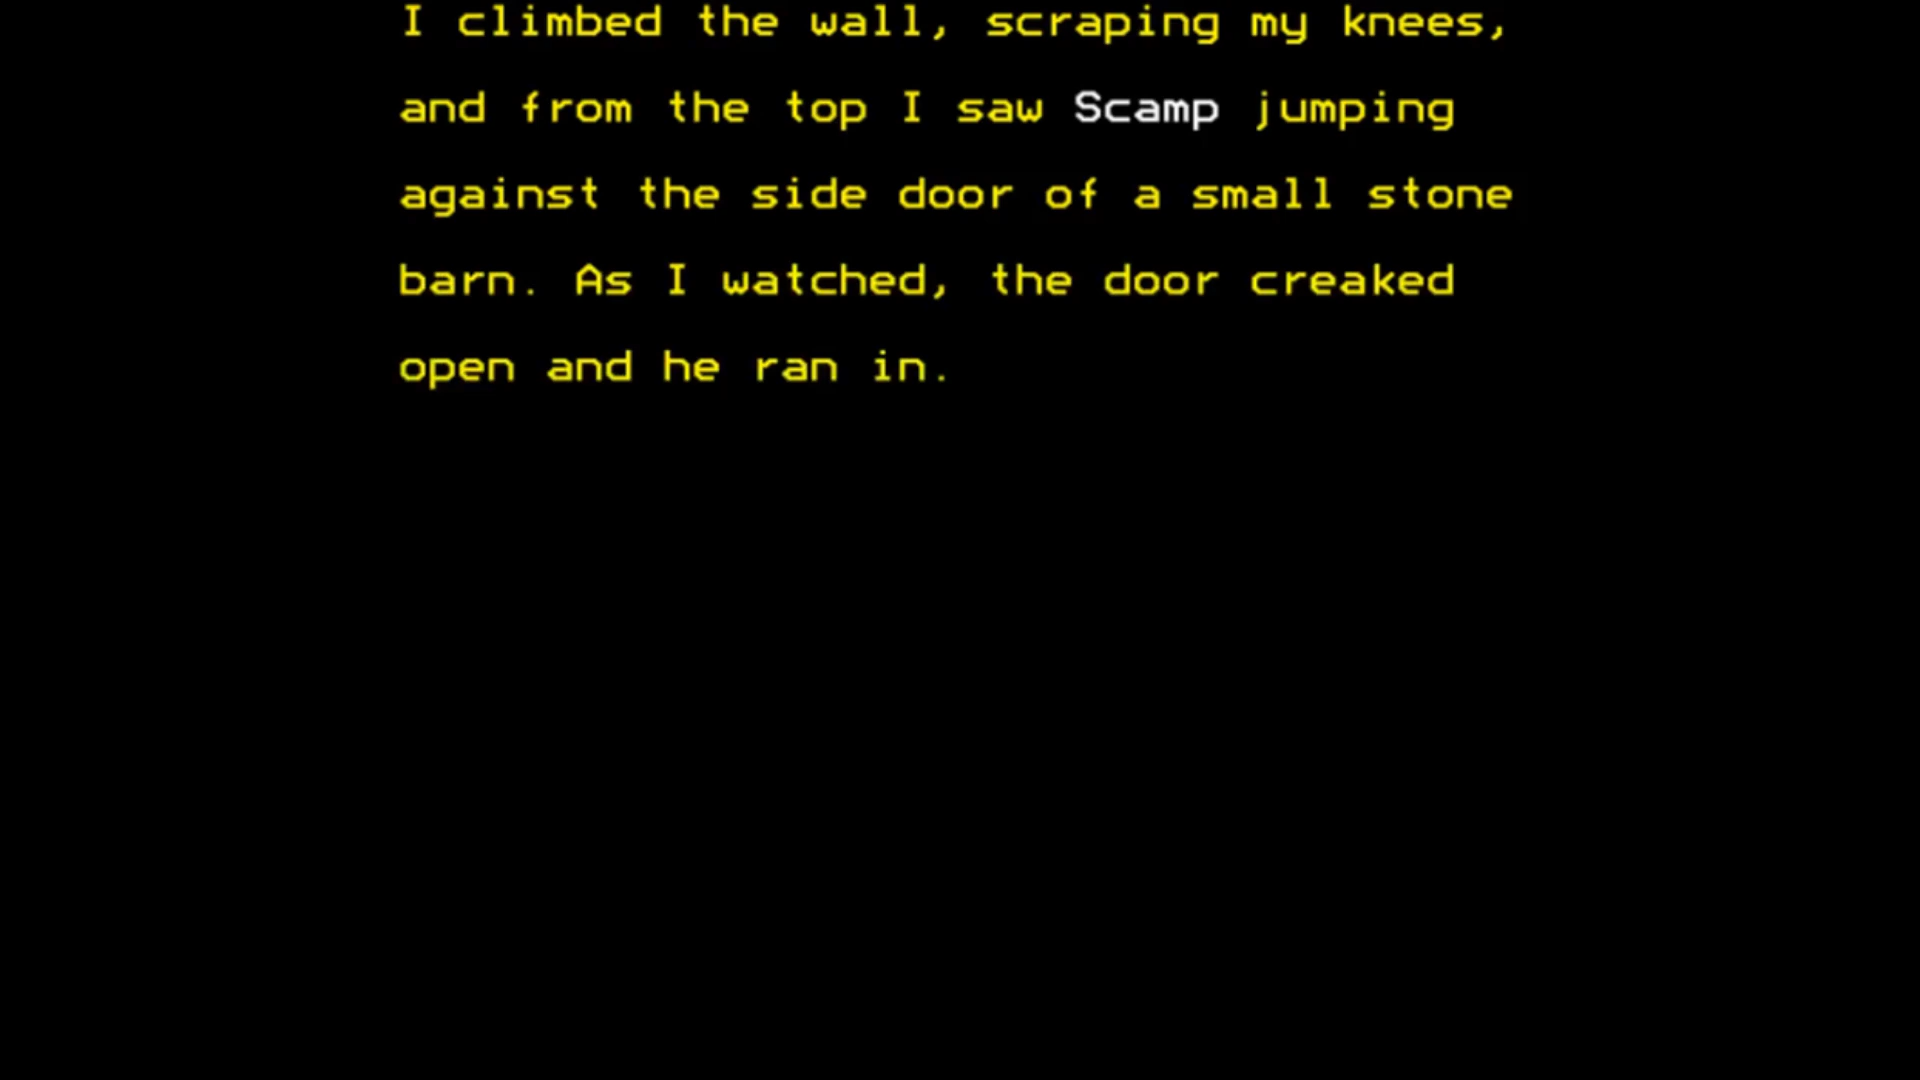 I climbed the wall, scraping my knees,
and from the top I saw Scamp jumping
against the side door of a small stone
barn. As I watched, the door creaked
open and he ran in.